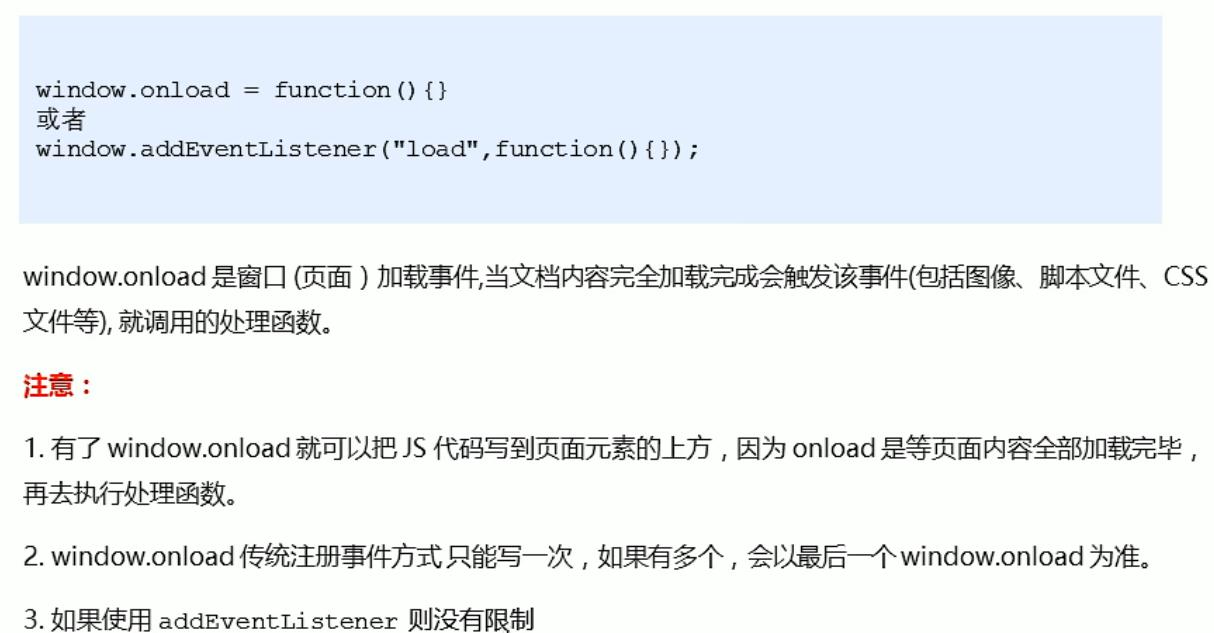 window.onload = function(){}
或者
window.addEventListener("load",function(){});
window.onload 是窗口 (页面 ) 加载事件,当文档内容完全加载完成会触发该事件(包括图像、脚本文件、CSS
文件等), 就调用的处理函数。
注意：
1. 有了 window.onload 就可以把 JS 代码写到页面元素的上方，因为 onload 是等页面内容全部加载完毕，
再去执行处理函数。
2. window.onload 传统注册事件方式 只能写一次，如果有多个，会以最后一个 window.onload 为准。
3. 如果使用 addEventListener 则没有限制